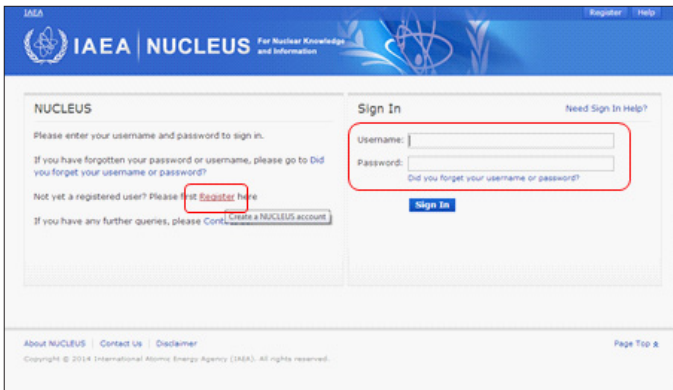 IAEA
Register Help
IAEA NUCLEUS For Nuclear Knowledge
and Information
NUCLEUS
Please enter your username and password to sign in.
If you have forgotten your password or username, please go to Did
you forget your username or password?
Not yet a registered user? Please first Register here
If you have any further queries, please Cont
Create a NUCLEUS account
Sign In
Need Sign In Help?
Username:
Password:
Did you forget your username or password?
Sign In
About NUCLEUS Contact Us Disclaimer
Page Top
Copyright © 2014 International Atomic Energy Agency (IAEA). All rights reserved.